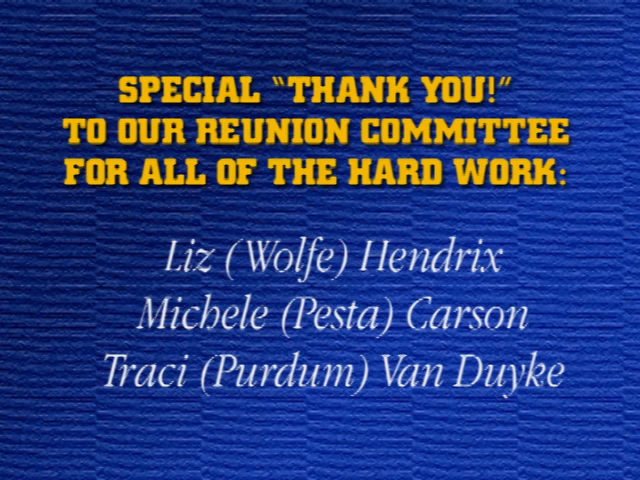 SPECIAL “THANK YOU!”
TO OUR REUNION COMMITTEE
FOR ALL OF THE HARD WORK:
Liz (Wolfe) Hendrix
Michele (Pesta) Carson
Traci (Purdum) Van Duyke